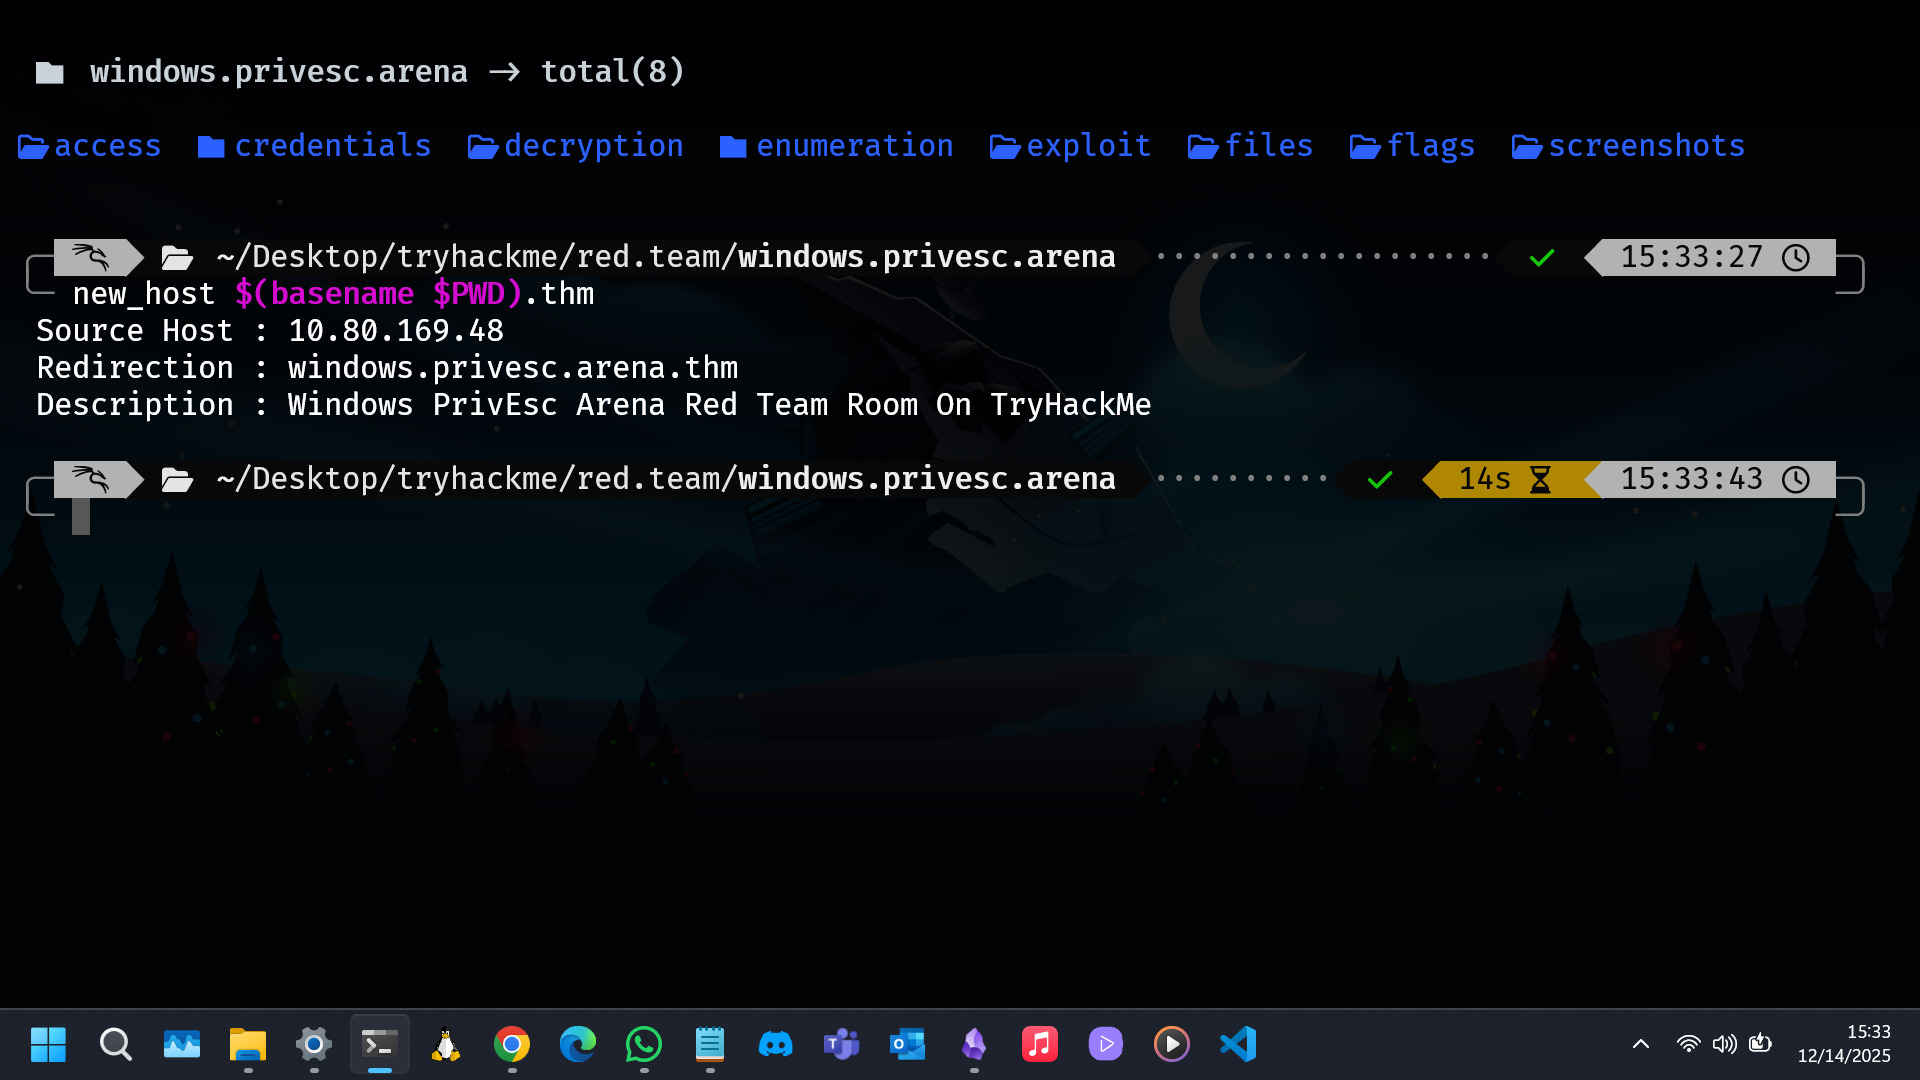 windows.privesc.arena → total(8)
access credentials decryption enumeration exploit files flags screenshots
~/Desktop/tryhackme/red.team/windows.privesc.arena 15:33:27
new_host $(basename $PWD).thm
Source Host : 10.80.169.48
Redirection : windows.privesc.arena.thm
Description : Windows PrivEsc Arena Red Team Room On TryHackMe
~/Desktop/tryhackme/red.team/windows.privesc.arena 14s 15:33:43
15:33
12/14/2025